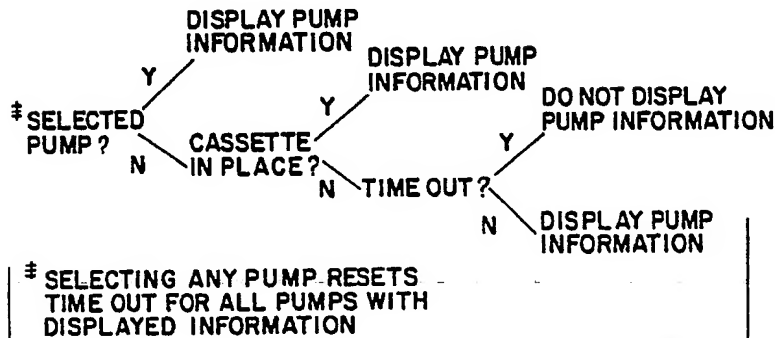 DISPLAY PUMP
INFORMATION
Y
‡ SELECTED
PUMP?
N
DISPLAY PUMP
INFORMATION
Y
CASSETTE
IN PLACE?
N
DO NOT DISPLAY
PUMP INFORMATION
Y
TIME OUT?
N
DISPLAY PUMP
INFORMATION
‡ SELECTING ANY PUMP RESETS
TIME OUT FOR ALL PUMPS WITH
DISPLAYED INFORMATION